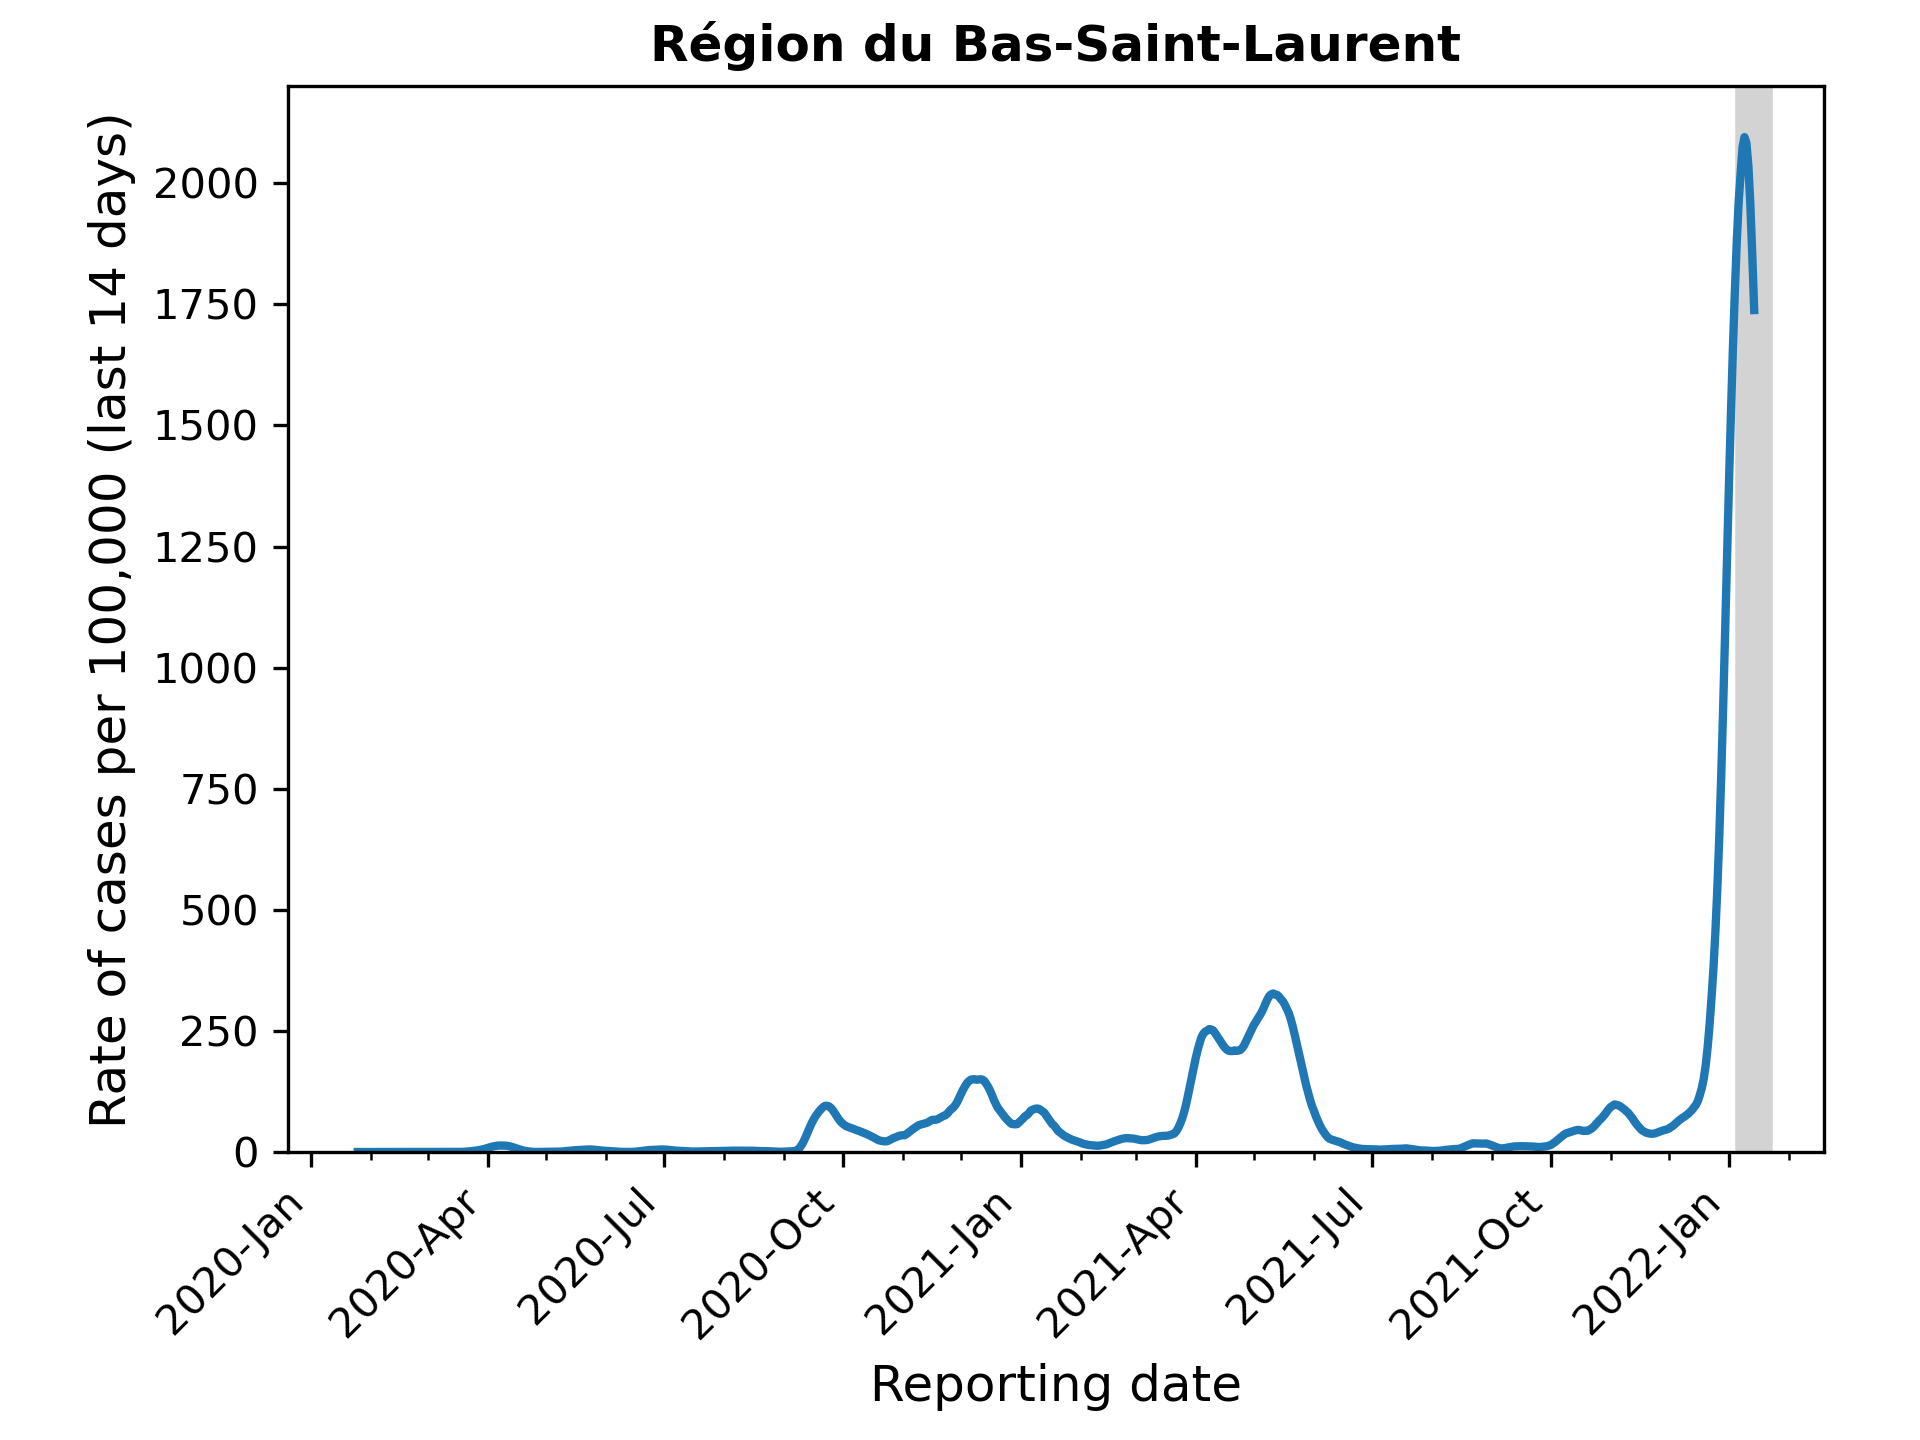 Région du Bas-Saint-Laurent
Rate of cases per 100,000 (last 14 days)
2000
1750
1500
1250
1000
750
500
250
0
2020-Jan
2020-Apr
2020-Jul
2020-Oct
2021-Jan
2021-Apr
2021-Jul
2021-Oct
2022-Jan
Reporting date